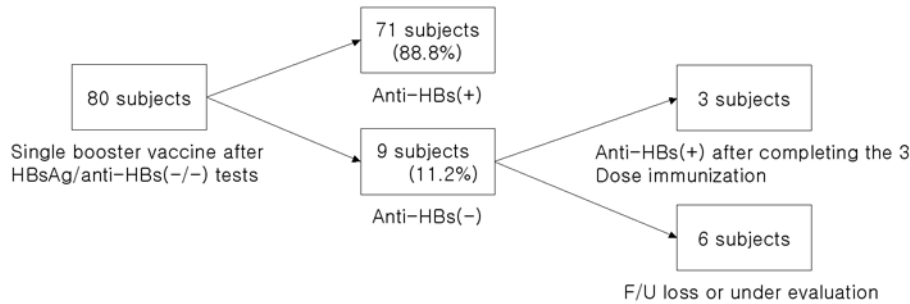 71 subjects
(88.8%)
80 subjects
Anti-HBs(+)
3 subjects
Single booster vaccine after
HBsAg/anti-HBs(-/-) tests
9 subjects
(11.2%)
Anti-HBs(+) after completing the 3
Dose immunization
Anti-HBs(-)
6 subjects
F/U loss or under evaluation